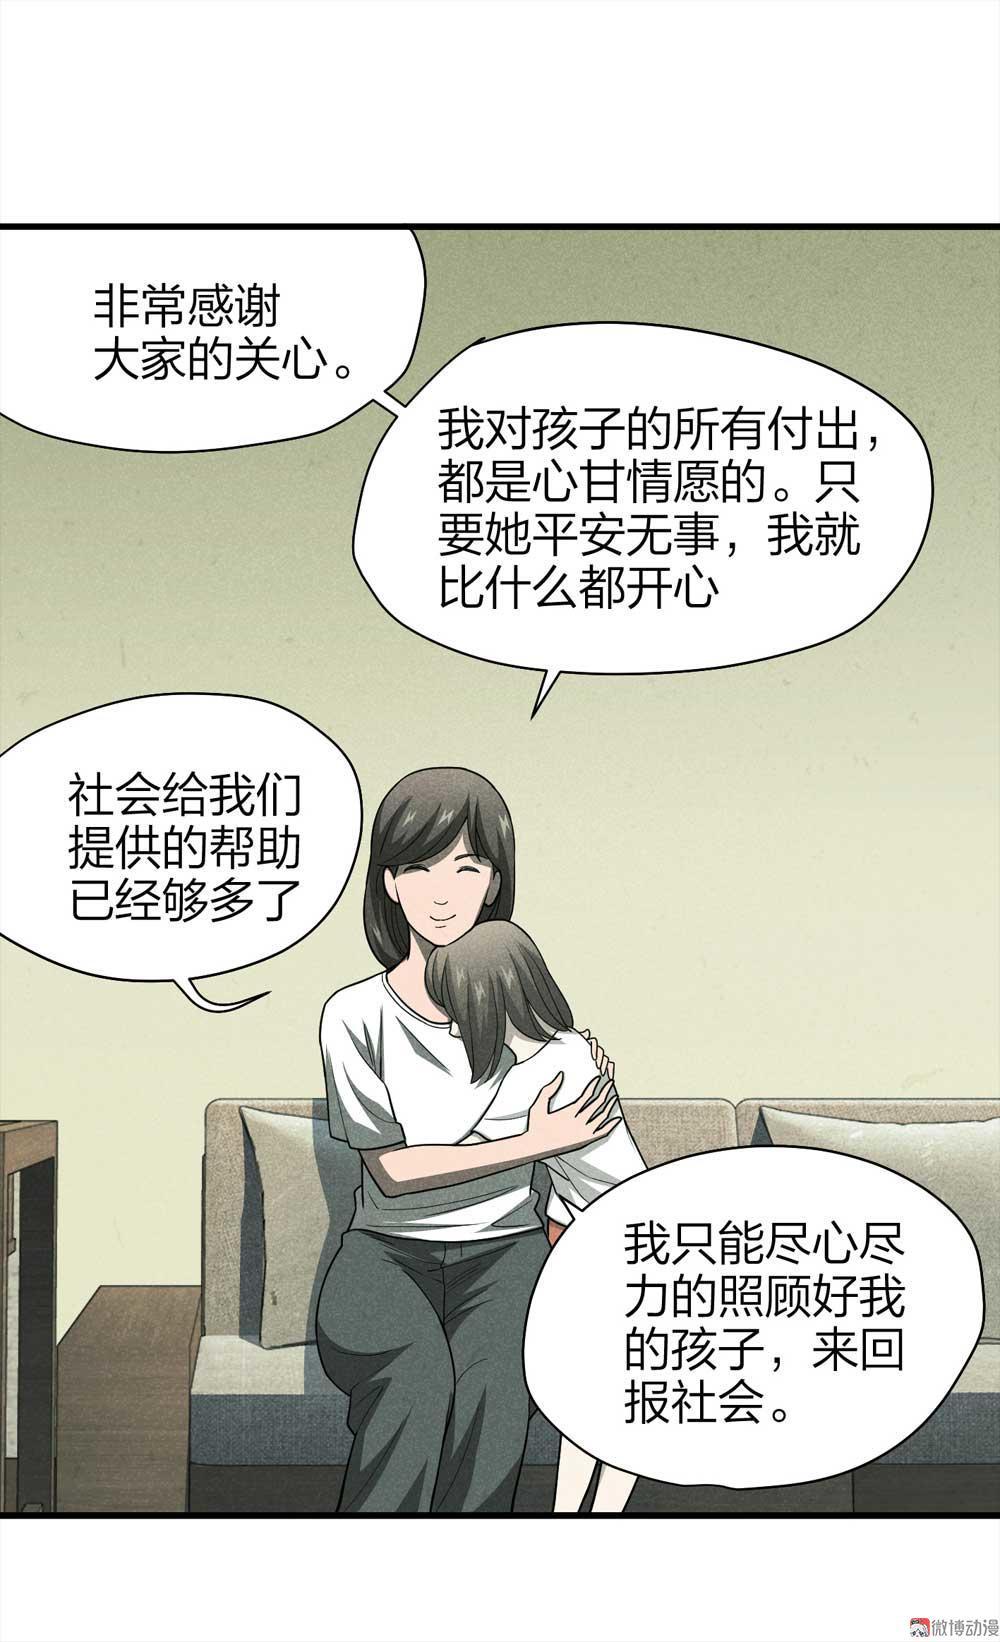 非常感谢
大家的关心。
我对孩子的所有付出，
都是心甘情愿的。只
要她平安无事，我就
比什么都开心
社会给我们
提供的帮助
已经够多了
我只能尽心尽
力的照顾好我
的孩子，来回
报社会。
微博动漫